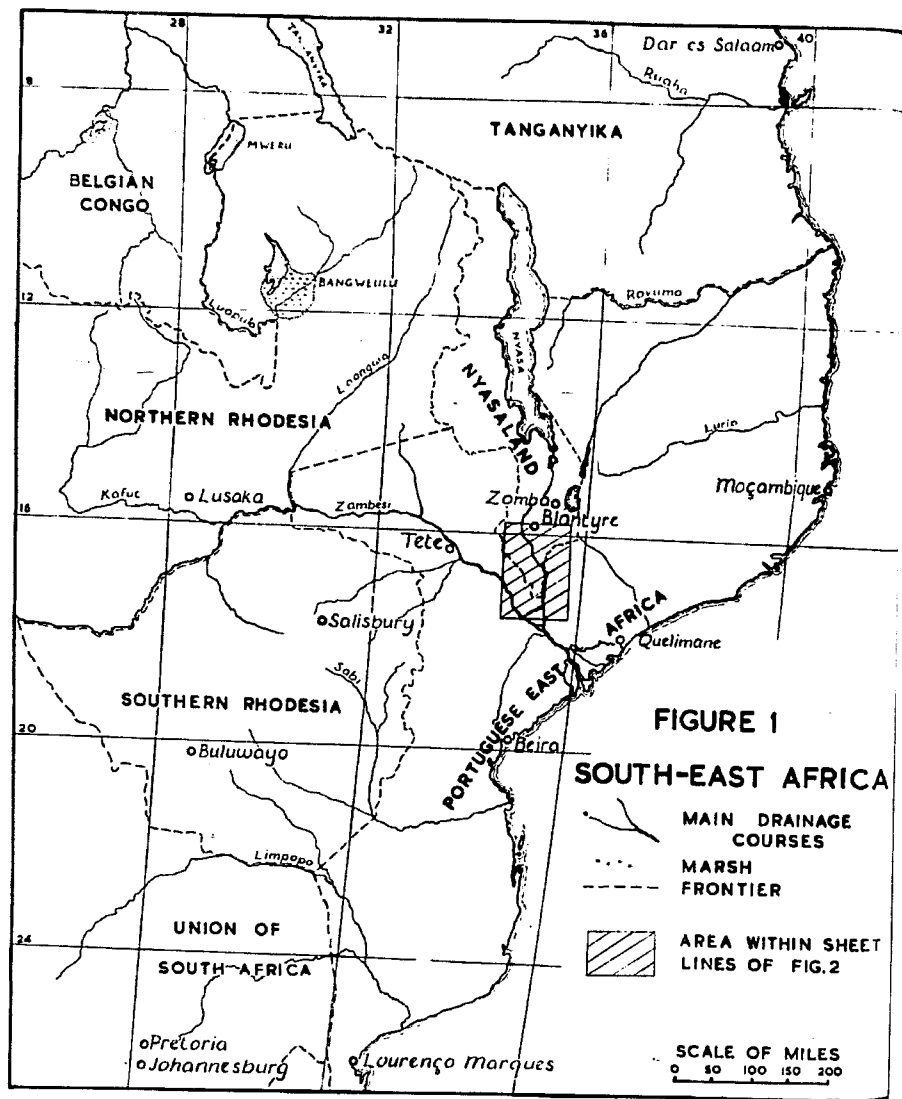 28
32
36
40
Dar es Salaam
TANGANYIKA
Ruaha
8
TANGANYIKA
MWERU
BELGIAN
CONGO
BANGWEULU
12
Luapula
Rovuma
NYASA
Loangwa
NYASALAND
NORTHERN RHODESIA
Lurio
Kafue
Lusaka
Zambesi
Zomba
Moçambique
16
Blantyre
Tete
Salisbury
AFRICA
Quelimane
Sabi
PORTUGUESE EAST
SOUTHERN RHODESIA
20
Buluwayo
Beira
FIGURE 1
SOUTH-EAST AFRICA
MAIN DRAINAGE
COURSES
MARSH
FRONTIER
Limpopo
UNION OF
SOUTH AFRICA
24
AREA WITHIN SHEET
LINES OF FIG.2
Pretoria
Johannesburg
Lourenço Marques
SCALE OF MILES
0 50 100 150 200